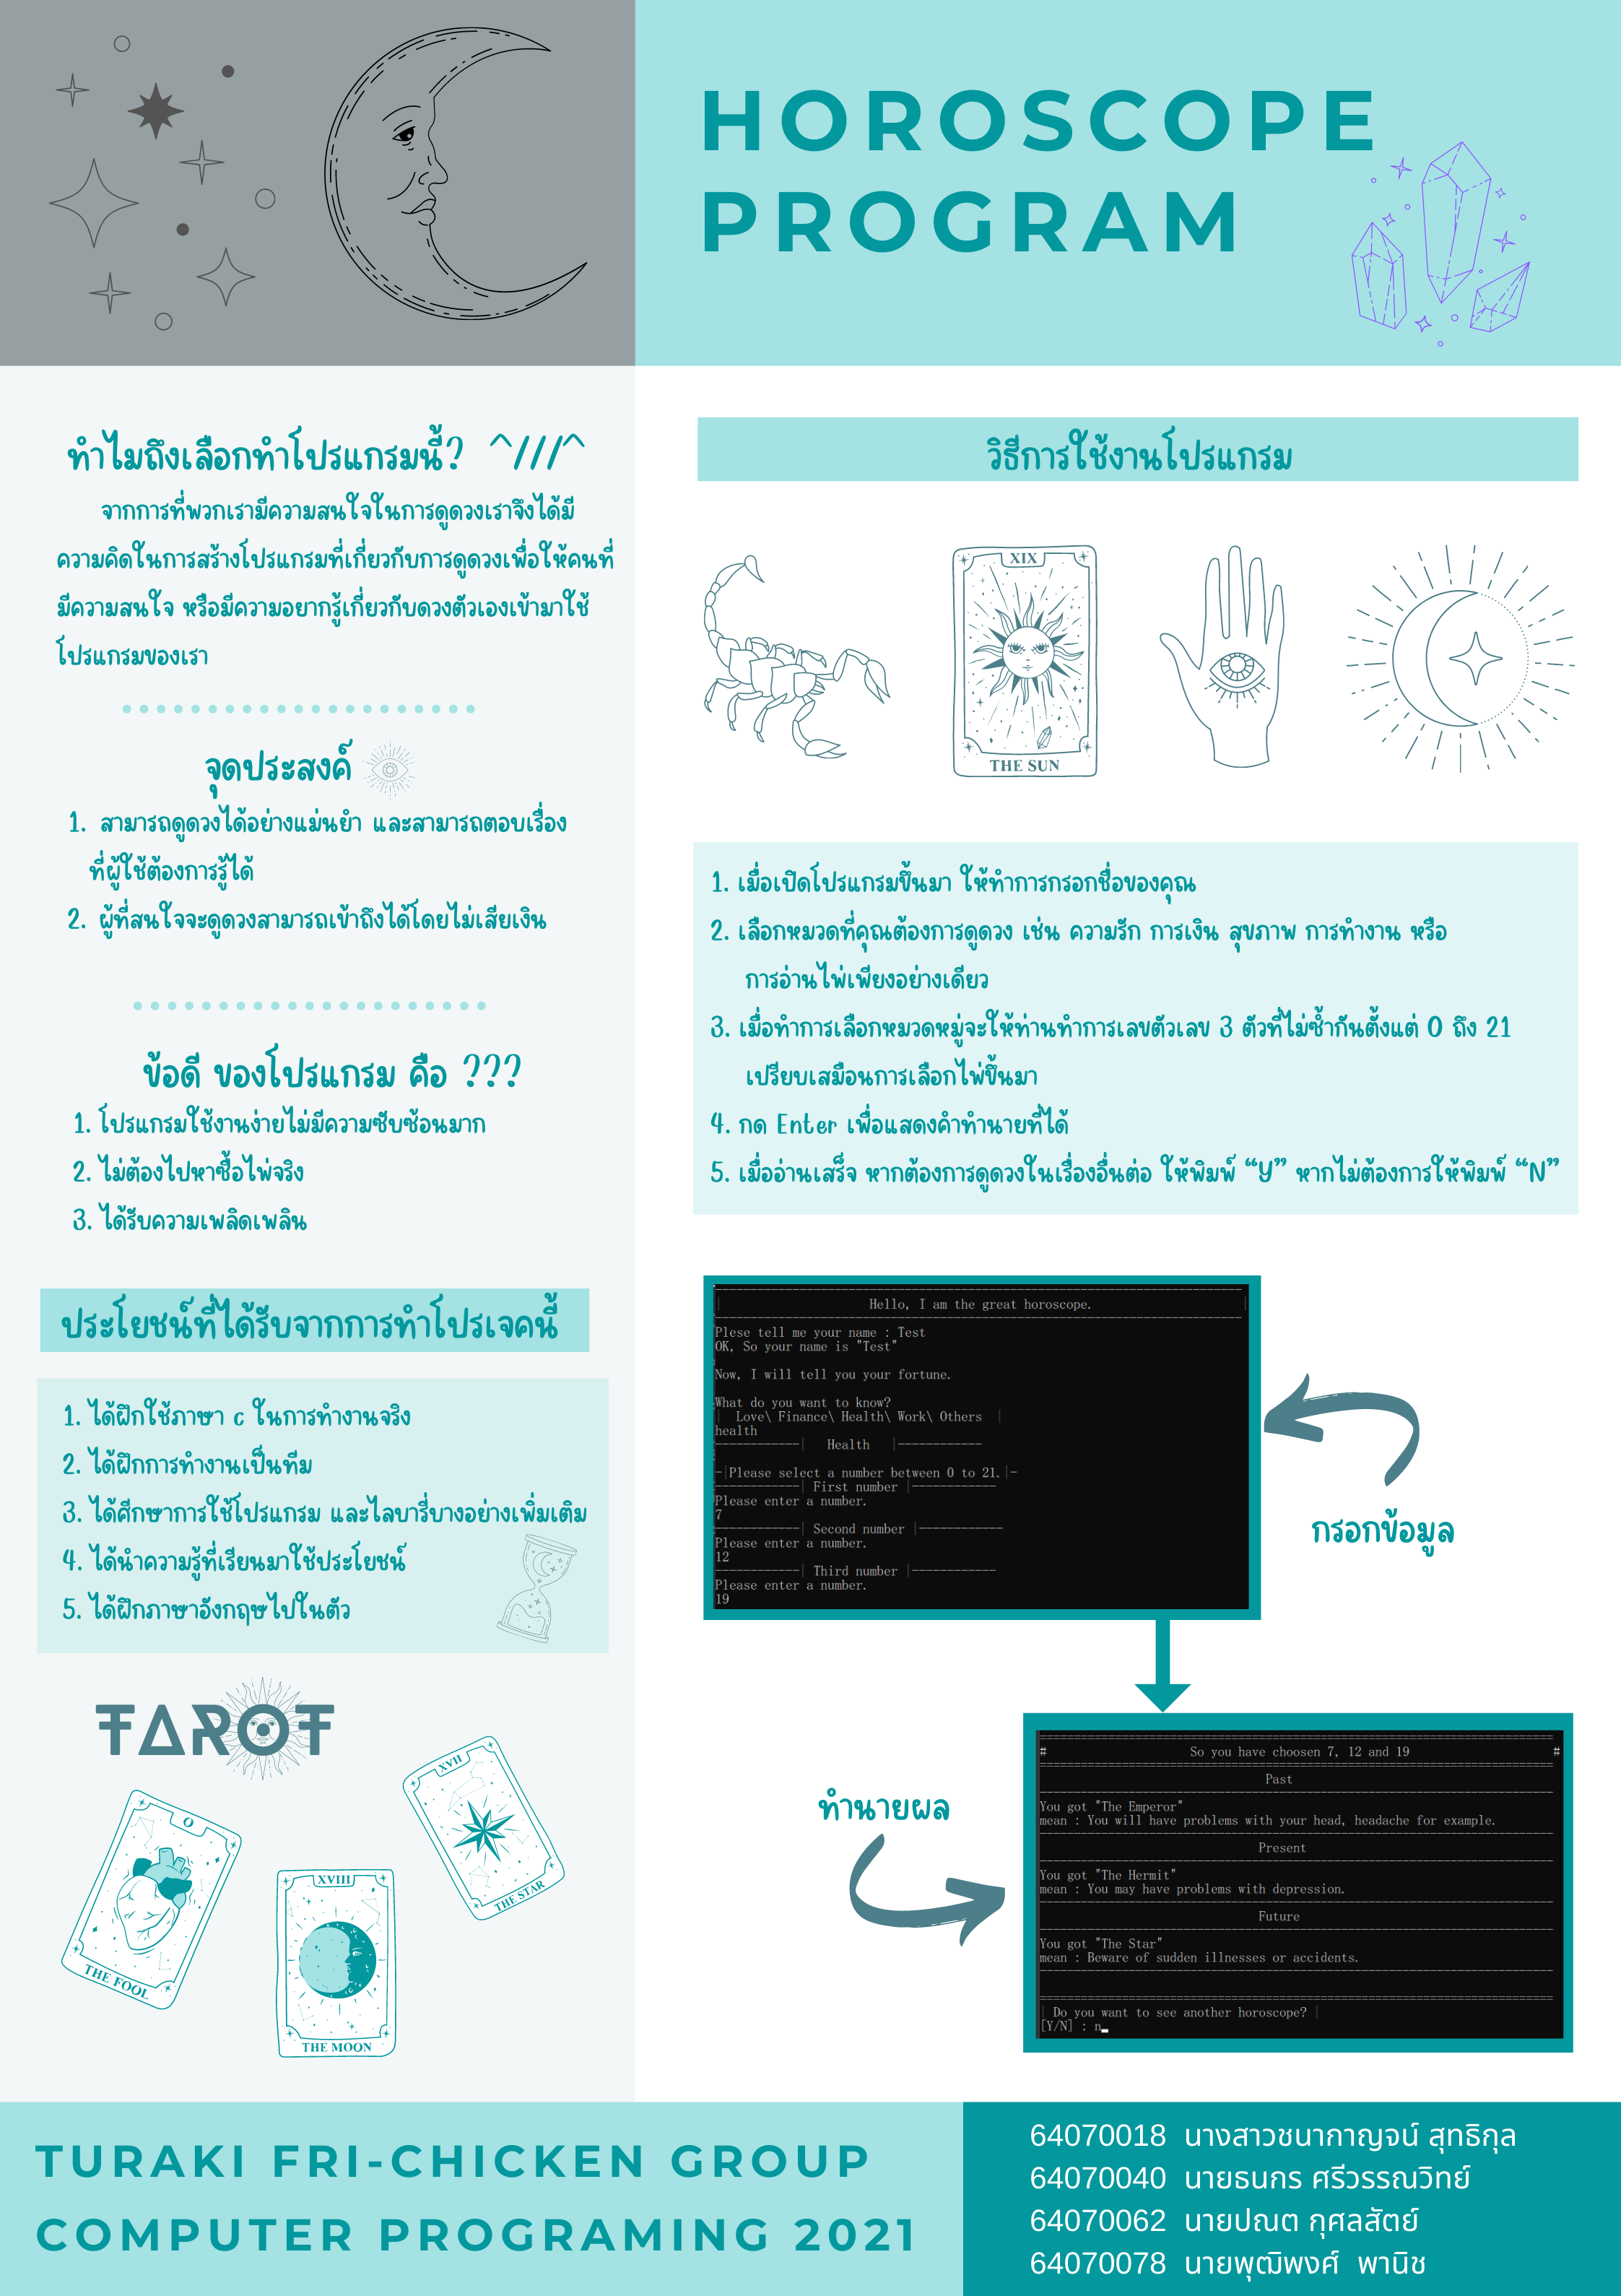 HOROSCOPE
PROGRAM
ทำไมถึงเลือกทำโปรแกรมนี้? ^///^
จากการที่พวกเรามีความสนใจในการดูดวงเราจึงได้มี
ความคิดในการสร้างโปรแกรมที่เกี่ยวกับการดูดวงเพื่อให้คนที่
มีความสนใจ หรือมีความอยากรู้เกี่ยวกับดวงตัวเองเข้ามาใช้
โปรแกรมของเรา
จุดประสงค์
1. สามารถดูดวงได้อย่างแม่นยำ และสามารถตอบเรื่อง
ที่ผู้ใช้ต้องการรู้ได้
2. ผู้ที่สนใจจะดูดวงสามารถเข้าถึงได้โดยไม่เสียเงิน
ข้อดี ของโปรแกรม คือ ???
1. โปรแกรมใช้งานง่ายไม่มีความซับซ้อนมาก
2. ไม่ต้องไปหาซื้อไพ่จริง
3. ได้รับความเพลิดเพลิน
ประโยชน์ที่ได้รับจากการทำโปรเจคนี้
1. ได้ฝึกใช้ภาษา c ในการทำงานจริง
2. ได้ฝึกการทำงานเป็นทีม
3. ได้ศึกษาการใช้โปรแกรม และไลบารี่บางอย่างเพิ่มเติม
4. ได้นำความรู้ที่เรียนมาใช้ประโยชน์
5. ได้ฝึกภาษาอังกฤษไปในตัว
TAROT
0
THE FOOL
XVIII
THE MOON
XVII
THE STAR
วิธีการใช้งานโปรแกรม
XIX
THE SUN
1. เมื่อเปิดโปรแกรมขึ้นมา ให้ทำการกรอกชื่อของคุณ
2. เลือกหมวดที่คุณต้องการดูดวง เช่น ความรัก การเงิน สุขภาพ การทำงาน หรือ
การอ่านไพ่เพียงอย่างเดียว
3. เมื่อทำการเลือกหมวดหมู่จะให้ท่านทำการเลขตัวเลข 3 ตัวที่ไม่ซ้ำกันตั้งแต่ 0 ถึง 21
เปรียบเสมือนการเลือกไพ่ขึ้นมา
4. กด Enter เพื่อแสดงคำทำนายที่ได้
5. เมื่ออ่านเสร็จ หากต้องการดูดวงในเรื่องอื่นต่อ ให้พิมพ์ “Y” หากไม่ต้องการให้พิมพ์ “N”
| Hello, I am the great horoscope. |
Plese tell me your name : Test
OK, So your name is "Test"
Now, I will tell you your fortune.
What do you want to know?
| Love\ Finance\ Health\ Work\ Others |
health
------------| Health |------------
-|Please select a number between 0 to 21.|-
------------| First number |------------
Please enter a number.
7
------------| Second number |------------
Please enter a number.
12
------------| Third number |------------
Please enter a number.
19
กรอกข้อมูล
ทำนายผล
# So you have choosen 7, 12 and 19 #
Past
You got "The Emperor"
mean : You will have problems with your head, headache for example.
Present
You got "The Hermit"
mean : You may have problems with depression.
Future
You got "The Star"
mean : Beware of sudden illnesses or accidents.
| Do you want to see another horoscope? |
[Y/N] : n
TURAKI FRI-CHICKEN GROUP
COMPUTER PROGRAMING 2021
64070018 นางสาวชนากาญจน์ สุทธิกุล
64070040 นายธนกร ศรีวรรณวิทย์
64070062 นายปณต กุศลสัตย์
64070078 นายพุฒิพงศ์ พานิช